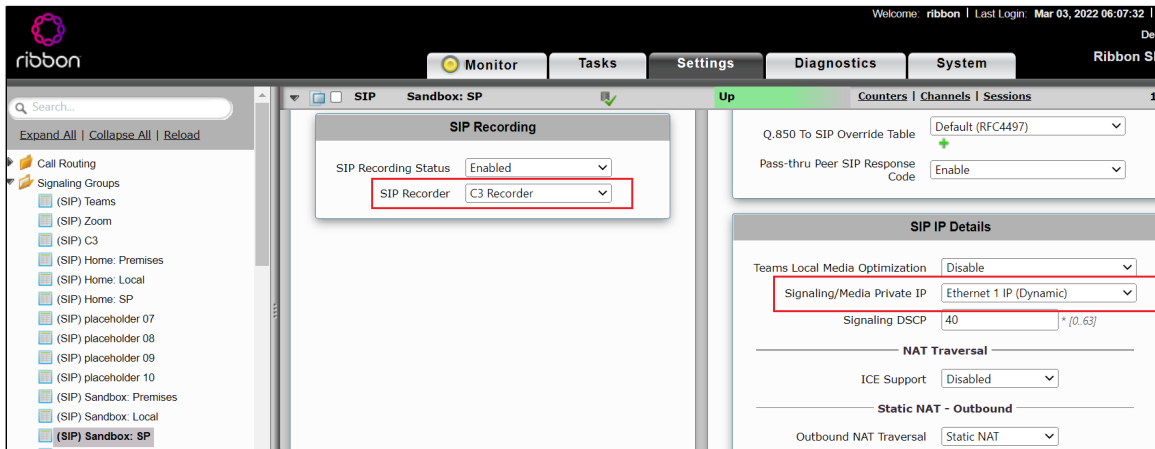 Welcome: ribbon | Last Login: Mar 03, 2022 06:07:32 |
De
ribbon
Ribbon S
Monitor
Tasks
Settings
Diagnostics
System
Search...
Expand All | Collapse All | Reload
Call Routing
Signaling Groups
(SIP) Teams
(SIP) Zoom
(SIP) C3
(SIP) Home: Premises
(SIP) Home: Local
(SIP) Home: SP
(SIP) placeholder 07
(SIP) placeholder 08
(SIP) placeholder 09
(SIP) placeholder 10
(SIP) Sandbox: Premises
(SIP) Sandbox: Local
(SIP) Sandbox: SP
SIP Sandbox: SP Up Counters | Channels | Sessions 1
SIP Recording
SIP Recording Status Enabled
SIP Recorder C3 Recorder
Q.850 To SIP Override Table Default (RFC4497)
Pass-thru Peer SIP Response
Code Enable
SIP IP Details
Teams Local Media Optimization Disable
Signaling/Media Private IP Ethernet 1 IP (Dynamic)
Signaling DSCP 40 * [0..63]
NAT Traversal
ICE Support Disabled
Static NAT - Outbound
Outbound NAT Traversal Static NAT